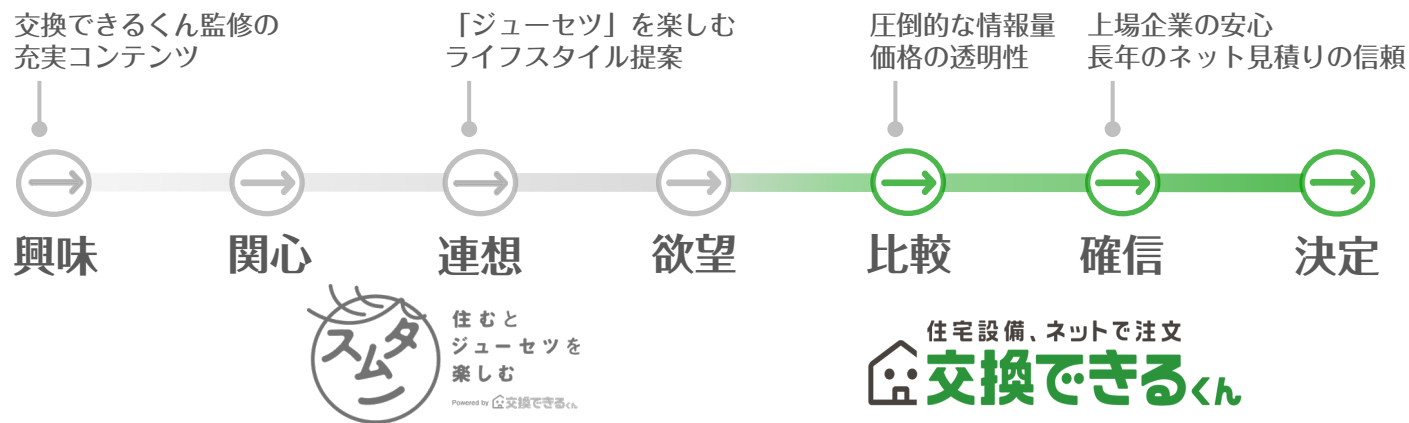 交換できるくん監修の
充実コンテンツ
「ジューセツ」を楽しむ
ライフスタイル提案
圧倒的な情報量
価格の透明性
上場企業の安心
長年のネット見積りの信頼
興味
関心
連想
欲望
比較
確信
決定
スムタン
住むと
ジューセツを
楽しむ
Powered by 交換できるくん
住宅設備、ネットで注文
交換できるくん